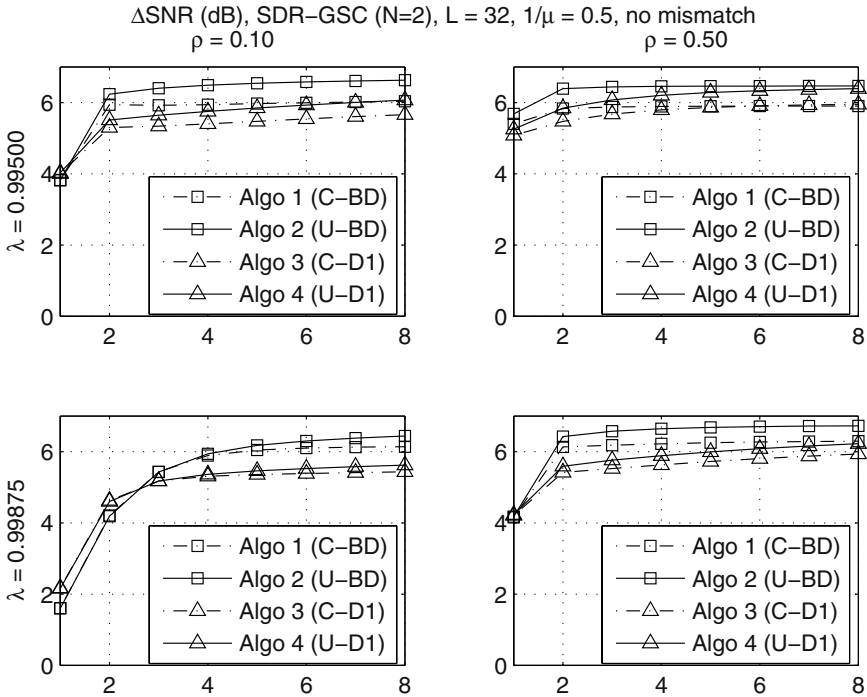 ΔSNR (dB), SDR−GSC (N=2), L = 32, 1/μ = 0.5, no mismatch
ρ = 0.10
ρ = 0.50
λ = 0.99500
6
4
2
0
Algo 1 (C−BD)
Algo 2 (U−BD)
Algo 3 (C−D1)
Algo 4 (U−D1)
2 4 6 8
6
4
2
0
Algo 1 (C−BD)
Algo 2 (U−BD)
Algo 3 (C−D1)
Algo 4 (U−D1)
2 4 6 8
λ = 0.99875
6
4
2
0
Algo 1 (C−BD)
Algo 2 (U−BD)
Algo 3 (C−D1)
Algo 4 (U−D1)
2 4 6 8
6
4
2
0
Algo 1 (C−BD)
Algo 2 (U−BD)
Algo 3 (C−D1)
Algo 4 (U−D1)
2 4 6 8